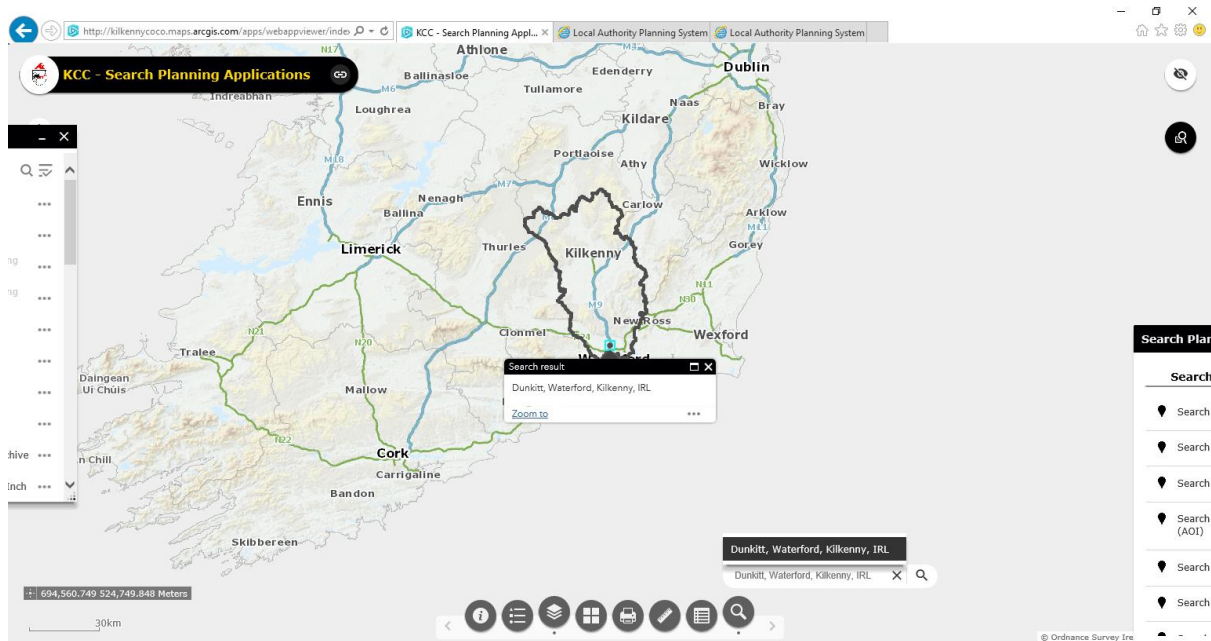 http://kilkennycoco.maps.arcgis.com/apps/webappviewer/inde
KCC - Search Planning Appl...
Local Authority Planning System
Local Authority Planning System
KCC - Search Planning Applications
N17
Athlone
M4
Dublin
Ballinasloe
Edenderry
M6
Tullamore
Indreabhan
Loughrea
Naas
Bray
Kildare
Portlaoise
Athy
Wicklow
M18
M7
Ennis
Nenagh
Ballina
Carlow
Arklow
M11
Limerick
Thurles
Kilkenny
Gorey
M9
N11
N30
New Ross
Clonmel
Wexford
N21
N20
Tralee
Daingean
Uí Chúis
Mallow
N22
Cork
Carrigaline
Bandon
Skibbereen
Search result
Dunkitt, Waterford, Kilkenny, IRL
Zoom to
ng
ng
chive
Inch
Search Plan
Search
Search
Search
Search
Search
(AOI)
Search
Search
Dunkitt, Waterford, Kilkenny, IRL
Dunkitt, Waterford, Kilkenny, IRL
694,560.749 524,749.848 Meters
30km
© Ordnance Survey Ire